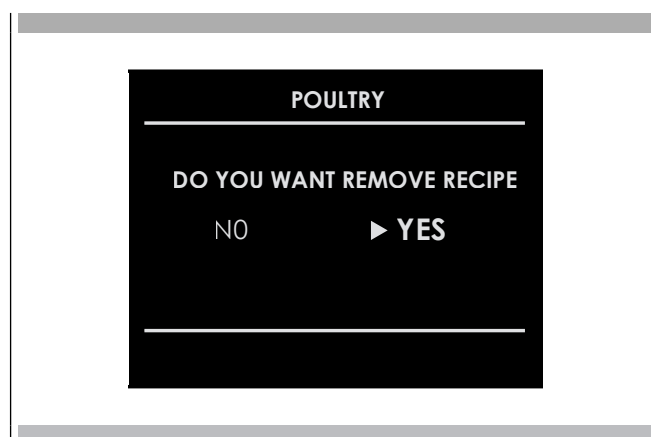 POULTRY
DO YOU WANT REMOVE RECIPE
N0 ▶ YES